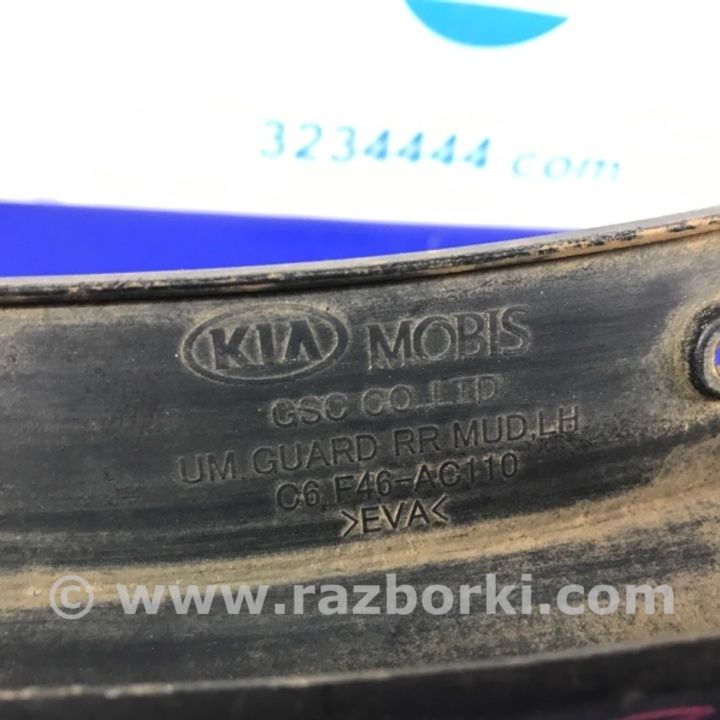 3234444.com
KIA MOBIS
GSC CO.,LTD
UM GUARD RR MUD,LH
C6 F46-AC110
>EVA<
© www.razborki.com